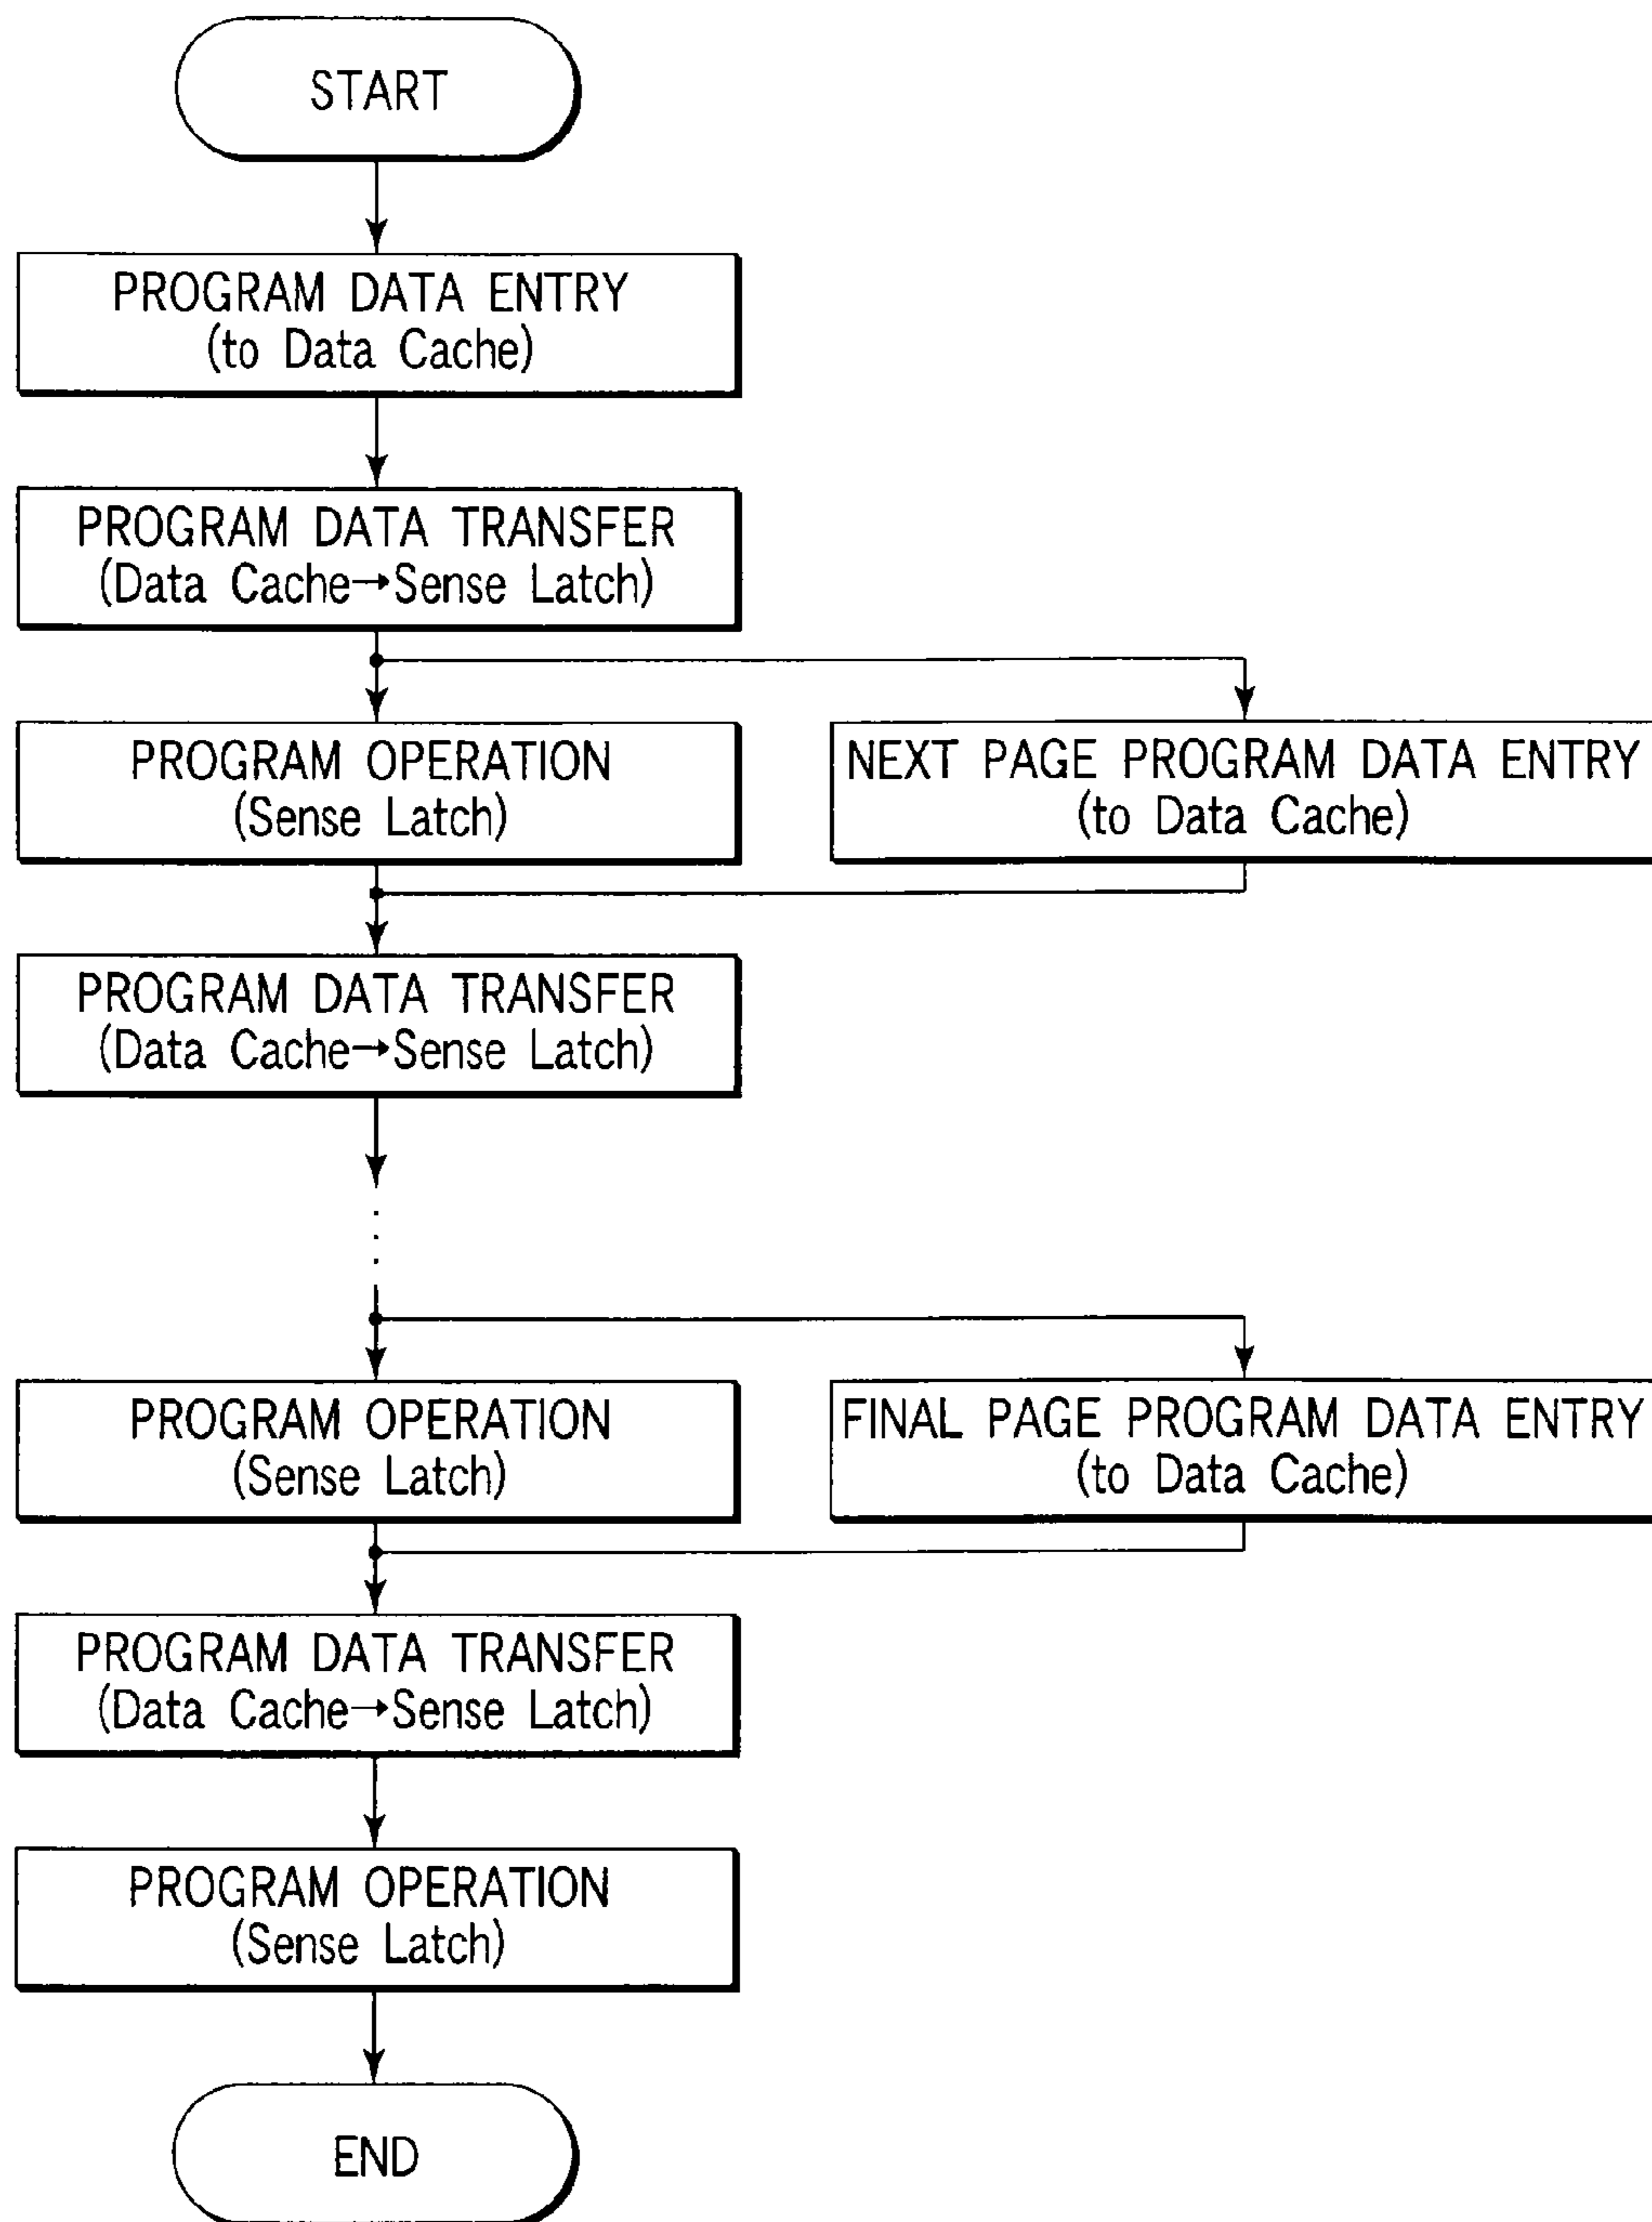 START
PROGRAM DATA ENTRY
(to Data Cache)
PROGRAM DATA TRANSFER
(Data Cache→Sense Latch)
PROGRAM OPERATION
(Sense Latch)
NEXT PAGE PROGRAM DATA ENTRY
(to Data Cache)
PROGRAM DATA TRANSFER
(Data Cache→Sense Latch)
PROGRAM OPERATION
(Sense Latch)
FINAL PAGE PROGRAM DATA ENTRY
(to Data Cache)
PROGRAM DATA TRANSFER
(Data Cache→Sense Latch)
PROGRAM OPERATION
(Sense Latch)
END